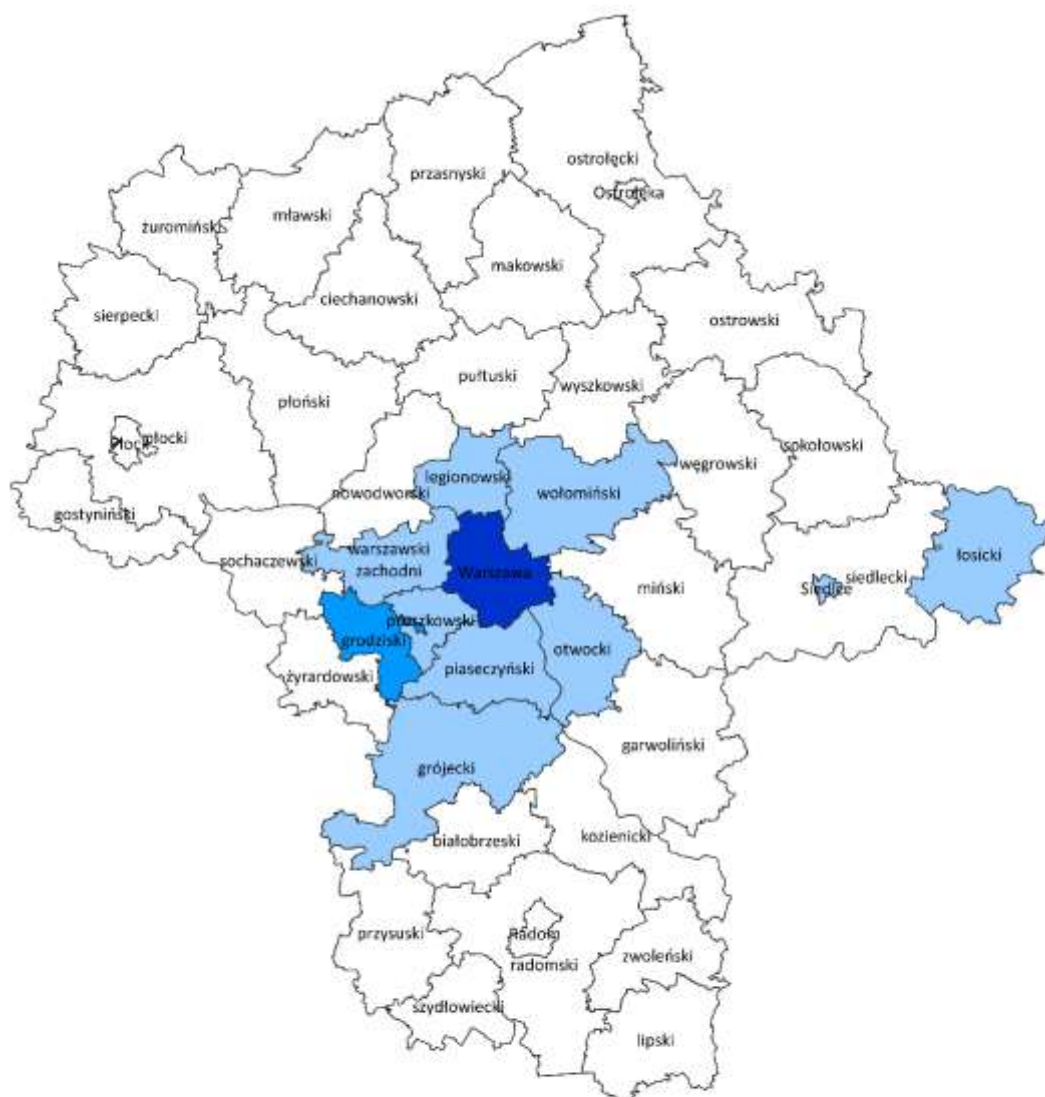 ostrołęcki
przasnyski
Ostrołęka
mławski
żuromiński
makowski
ciechanowski
sierpecki
ostrowski
pułtuski
wyszkowski
płoński
płocki
sokołowski
węgrowski
legionowski
wołomiński
nowodworski
gostyniński
warszawski
zachodni
sochaczewski
łosicki
Warszawa
siedlecki
Siedlce
miński
pruszkowski
grodziski
otwocki
piaseczyński
żyrardowski
garwoliński
grójecki
kozienicki
białobrzeski
przysuski
Radom
radomski
zwoleński
szydłowiecki
lipski